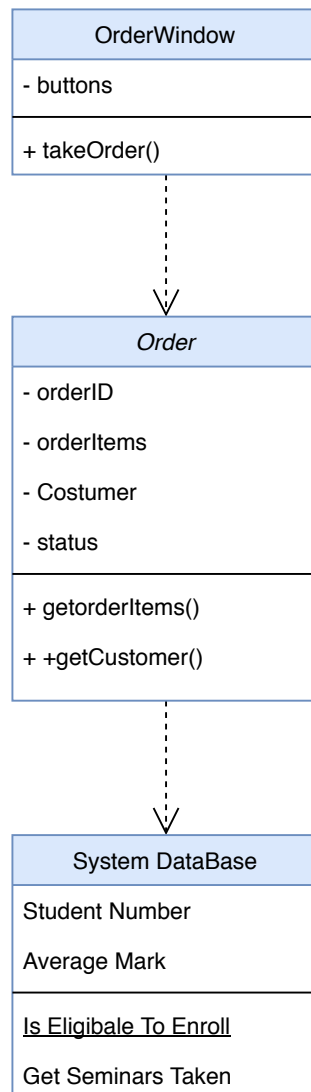 OrderWindow
- buttons
+ takeOrder()
Order
- orderID
- orderItems
- Costumer
- status
+ getorderItems()
+ +getCustomer()
System DataBase
Student Number
Average Mark
Is Eligibale To Enroll
Get Seminars Taken